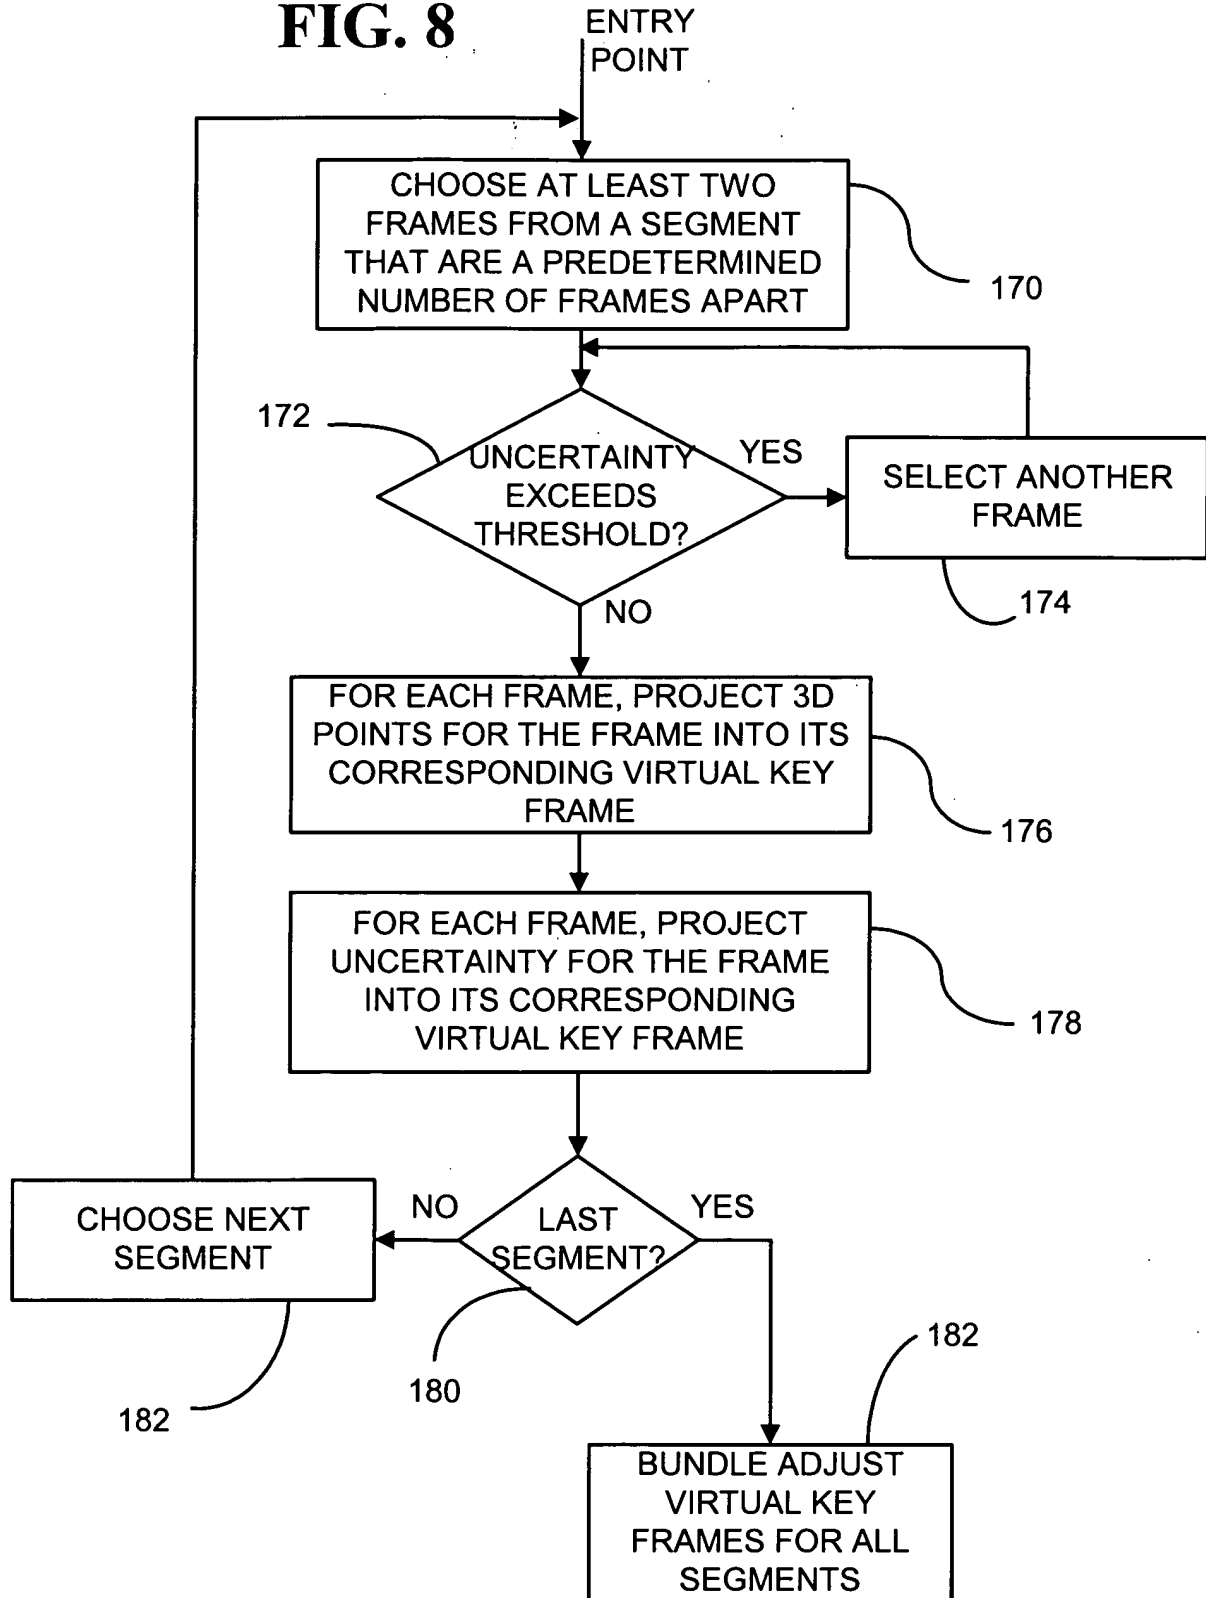 FIG. 8
ENTRY
POINT
CHOOSE AT LEAST TWO
FRAMES FROM A SEGMENT
THAT ARE A PREDETERMINED
NUMBER OF FRAMES APART
170
172
UNCERTAINTY
EXCEEDS
THRESHOLD?
YES
SELECT ANOTHER
FRAME
174
NO
FOR EACH FRAME, PROJECT 3D
POINTS FOR THE FRAME INTO ITS
CORRESPONDING VIRTUAL KEY
FRAME
176
FOR EACH FRAME, PROJECT
UNCERTAINTY FOR THE FRAME
INTO ITS CORRESPONDING
VIRTUAL KEY FRAME
178
CHOOSE NEXT
SEGMENT
NO
LAST
SEGMENT?
YES
182
180
182
BUNDLE ADJUST
VIRTUAL KEY
FRAMES FOR ALL
SEGMENTS